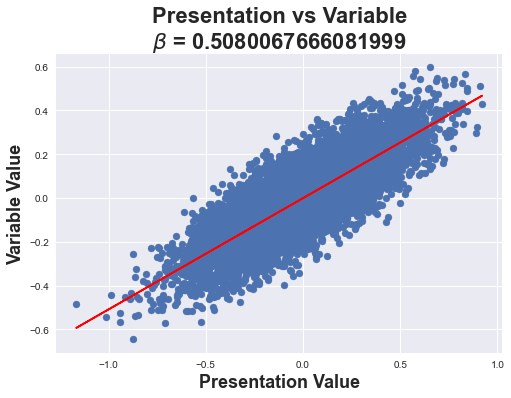 Presentation vs Variable
β = 0.5080067666081999
Variable Value
0.6
0.4
0.2
0.0
−0.2
−0.4
−0.6
−1.0 −0.5 0.0 0.5 1.0
Presentation Value